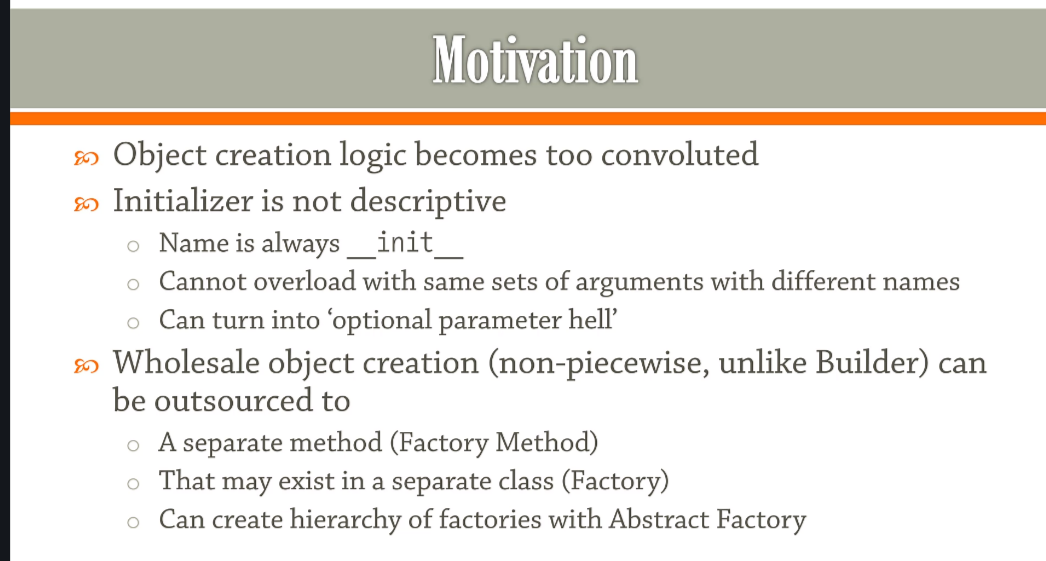 Motivation
Object creation logic becomes too convoluted
Initializer is not descriptive
Name is always __init__
Cannot overload with same sets of arguments with different names
Can turn into ‘optional parameter hell’
Wholesale object creation (non-piecewise, unlike Builder) can
be outsourced to
A separate method (Factory Method)
That may exist in a separate class (Factory)
Can create hierarchy of factories with Abstract Factory